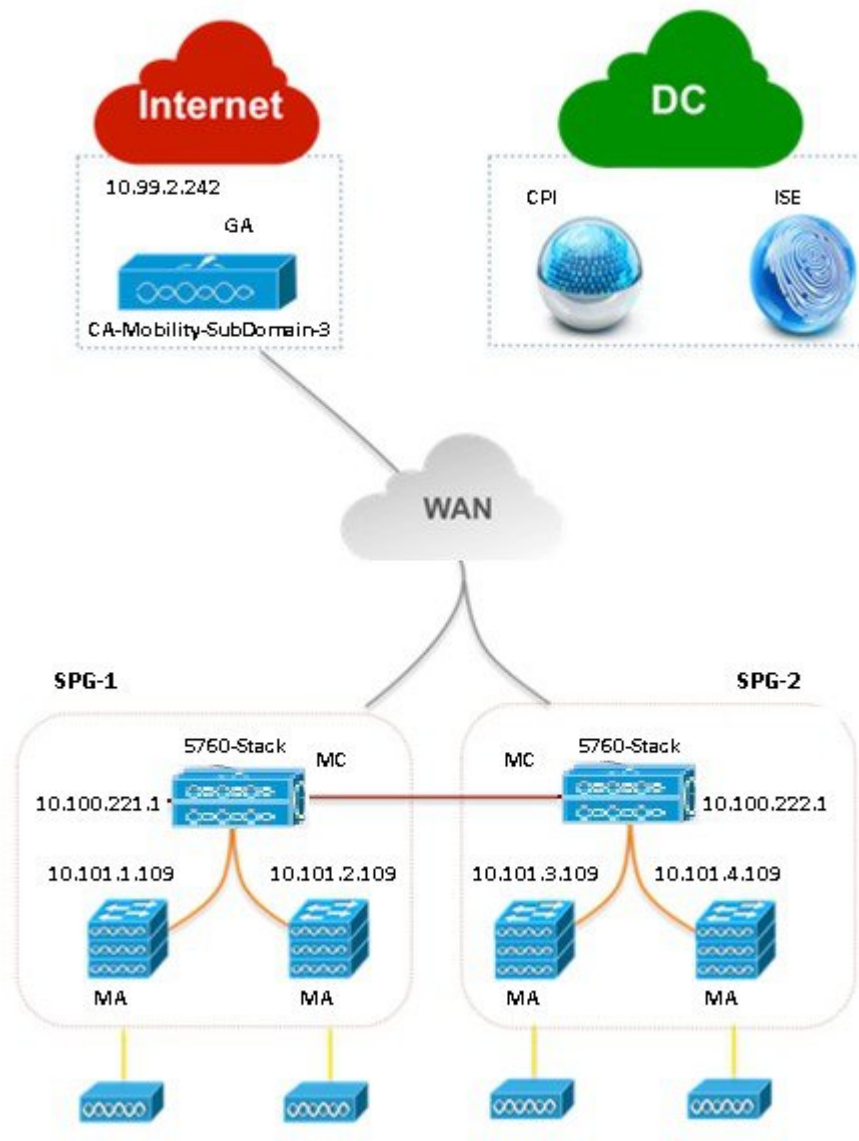 Internet
DC
10.99.2.242
GA
CA-Mobility-SubDomain-3
CPI
ISE
WAN
SPG-1
SPG-2
5760-Stack
MC
10.100.221.1
MC
5760-Stack
10.100.222.1
10.101.1.109
10.101.2.109
10.101.3.109
10.101.4.109
MA
MA
MA
MA